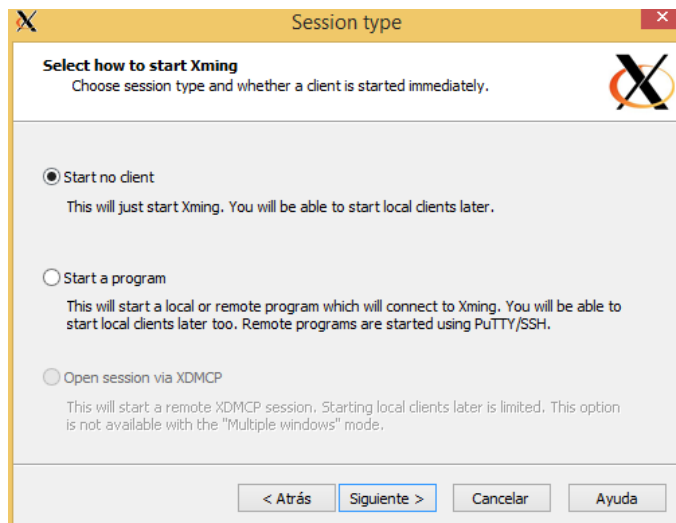 Session type
Select how to start Xming
Choose session type and whether a client is started immediately.
Start no client
This will just start Xming. You will be able to start local clients later.
Start a program
This will start a local or remote program which will connect to Xming. You will be able to
start local clients later too. Remote programs are started using PuTTY/SSH.
Open session via XDMCP
This will start a remote XDMCP session. Starting local clients later is limited. This option
is not available with the "Multiple windows" mode.
< Atrás Siguiente > Cancelar Ayuda